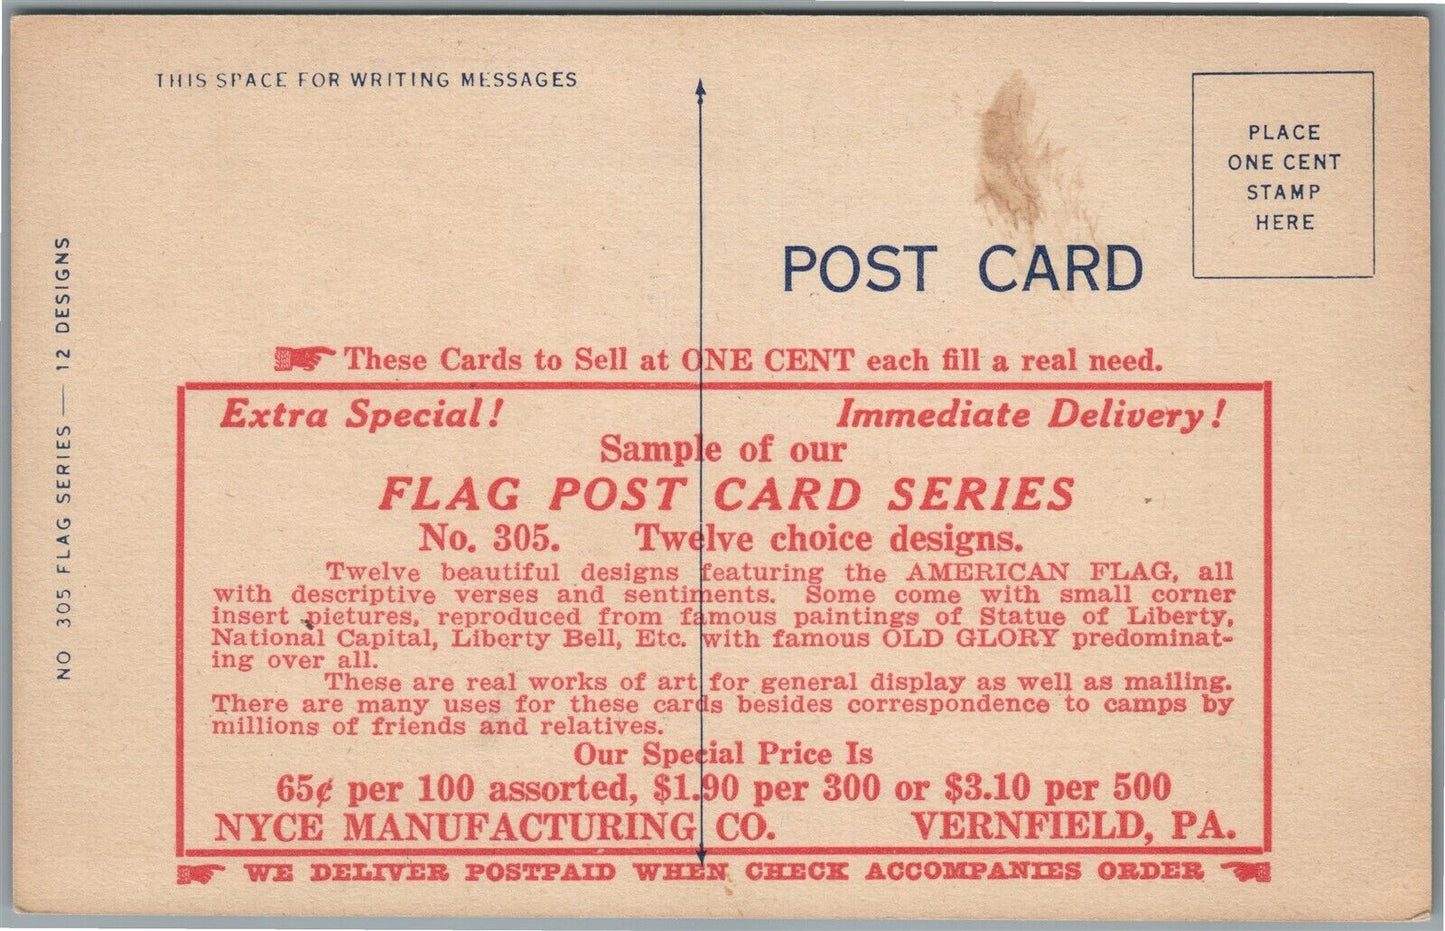 THIS SPACE FOR WRITING MESSAGES
PLACE
ONE CENT
STAMP
HERE
POST CARD
NO 305 FLAG SERIES — 12 DESIGNS
These Cards to Sell at ONE CENT each fill a real need.
Extra Special! Immediate Delivery!
Sample of our
FLAG POST CARD SERIES
No. 305. Twelve choice designs.
Twelve beautiful designs featuring the AMERICAN FLAG, all
with descriptive verses and sentiments. Some come with small corner
insert pictures, reproduced from famous paintings of Statue of Liberty,
National Capital, Liberty Bell, Etc. with famous OLD GLORY predominat-
ing over all.
These are real works of art for general display as well as mailing.
There are many uses for these cards besides correspondence to camps by
millions of friends and relatives.
Our Special Price Is
65¢ per 100 assorted, $1.90 per 300 or $3.10 per 500
NYCE MANUFACTURING CO. VERNFIELD, PA.
WE DELIVER POSTPAID WHEN CHECK ACCOMPANIES ORDER